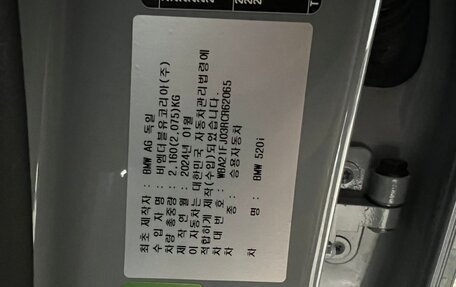 최초 제작자 : BMW AG 독일
수 입 자 명 : 비엠더블유코리아(주)
차량 총중량 : 2,160(2,075)KG
제 작 연 월 : 2024년 01월
이 자동차는 대한민국 자동차관리법령에
적합하게 제작(수입)되었습니다.
차 대 번 호 : WBA21FJ03RCR62065
차 종 : 승용자동차
차 명 : BMW 520i